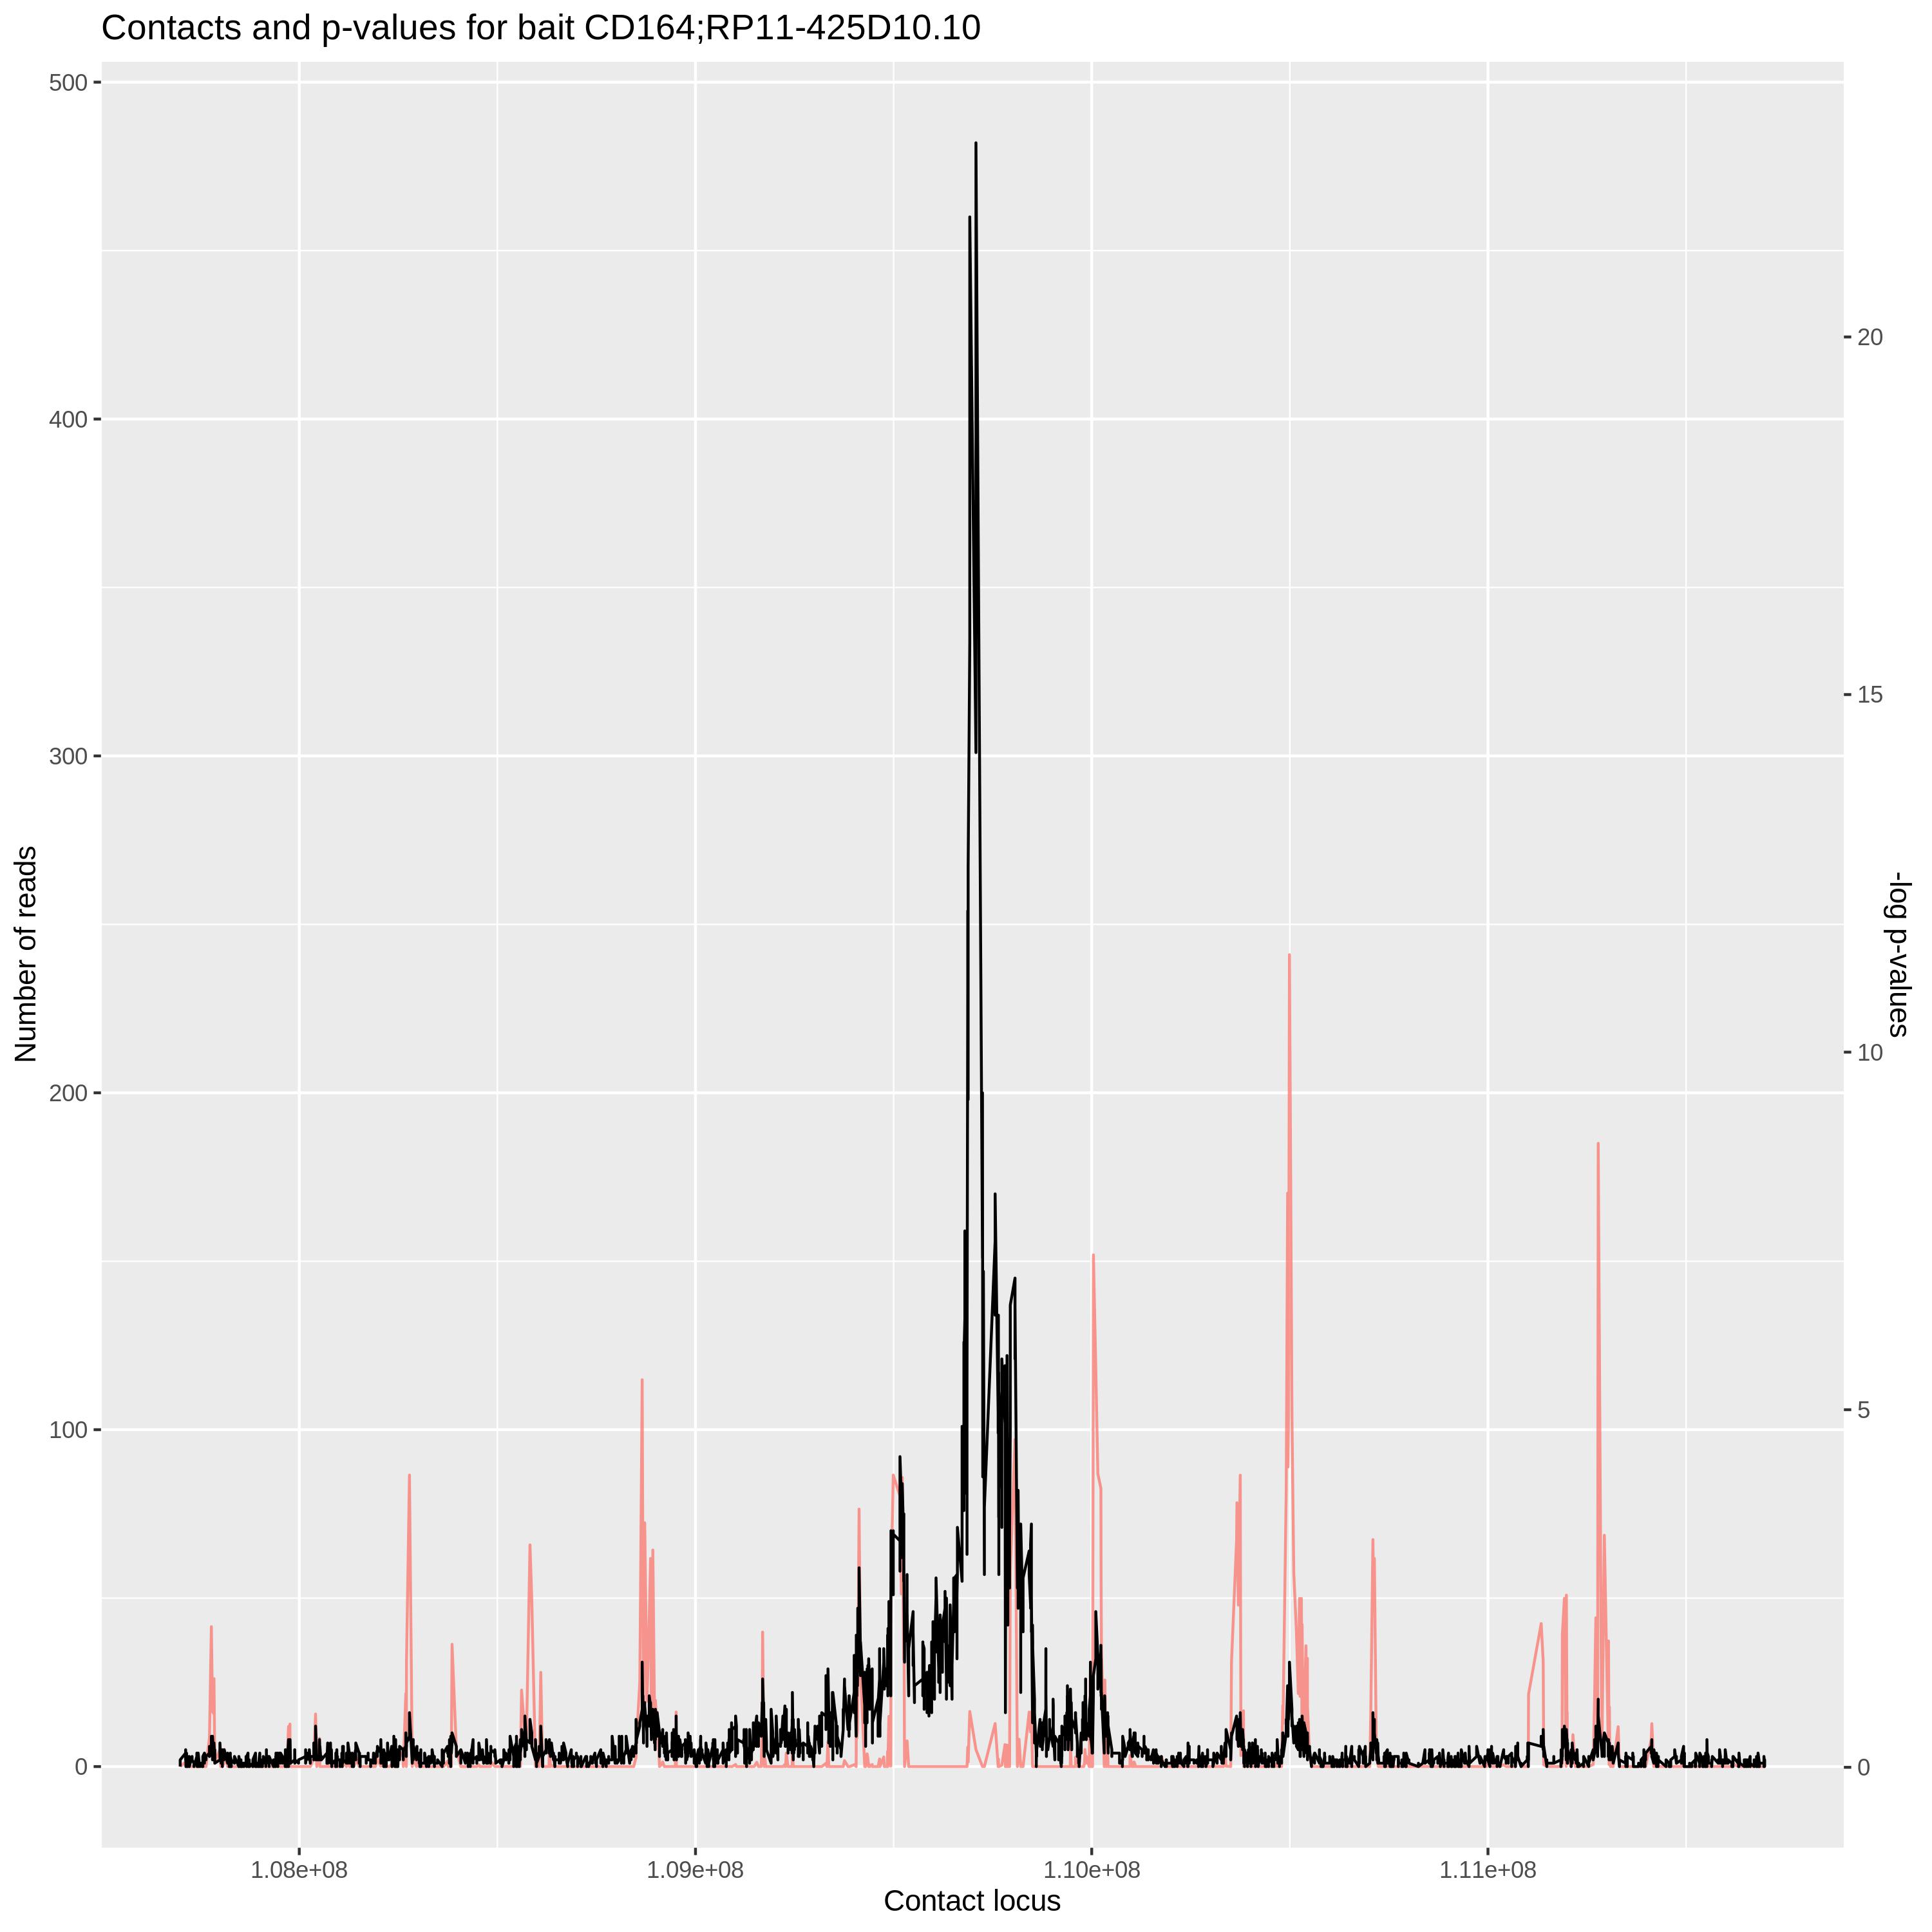 Contacts and p-values for bait CD164;RP11-425D10.10
500
400
300
200
100
0
Number of reads
20
15
10
5
0
-log p-values
1.08e+08
1.09e+08
1.10e+08
1.11e+08
Contact locus